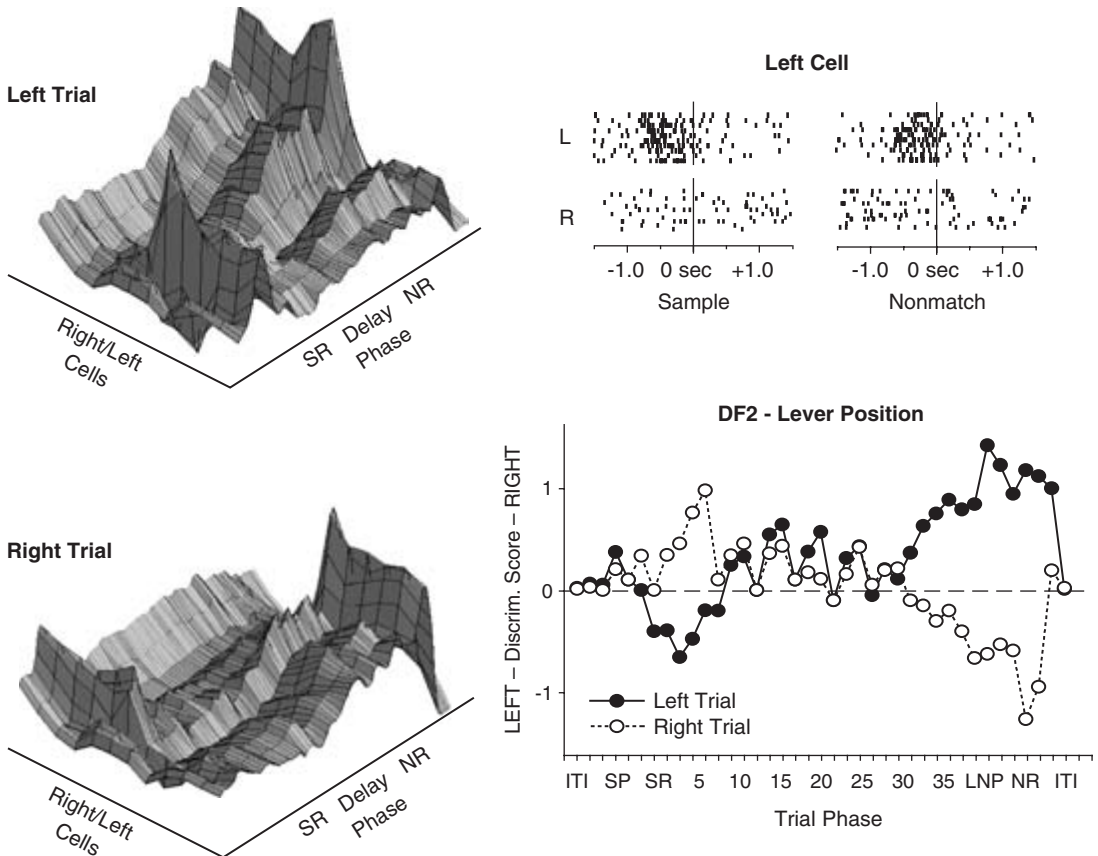 Left Trial
Right/Left
Cells
SR Delay NR
Phase
Left Cell
L
R
-1.0 0 sec +1.0
Sample
-1.0 0 sec +1.0
Nonmatch
Right Trial
Right/Left
Cells
SR Delay NR
Phase
DF2 - Lever Position
LEFT – Discrim. Score – RIGHT
1
0
-1
Left Trial
Right Trial
ITI SP SR 5 10 15 20 25 30 35 LNP NR ITI
Trial Phase